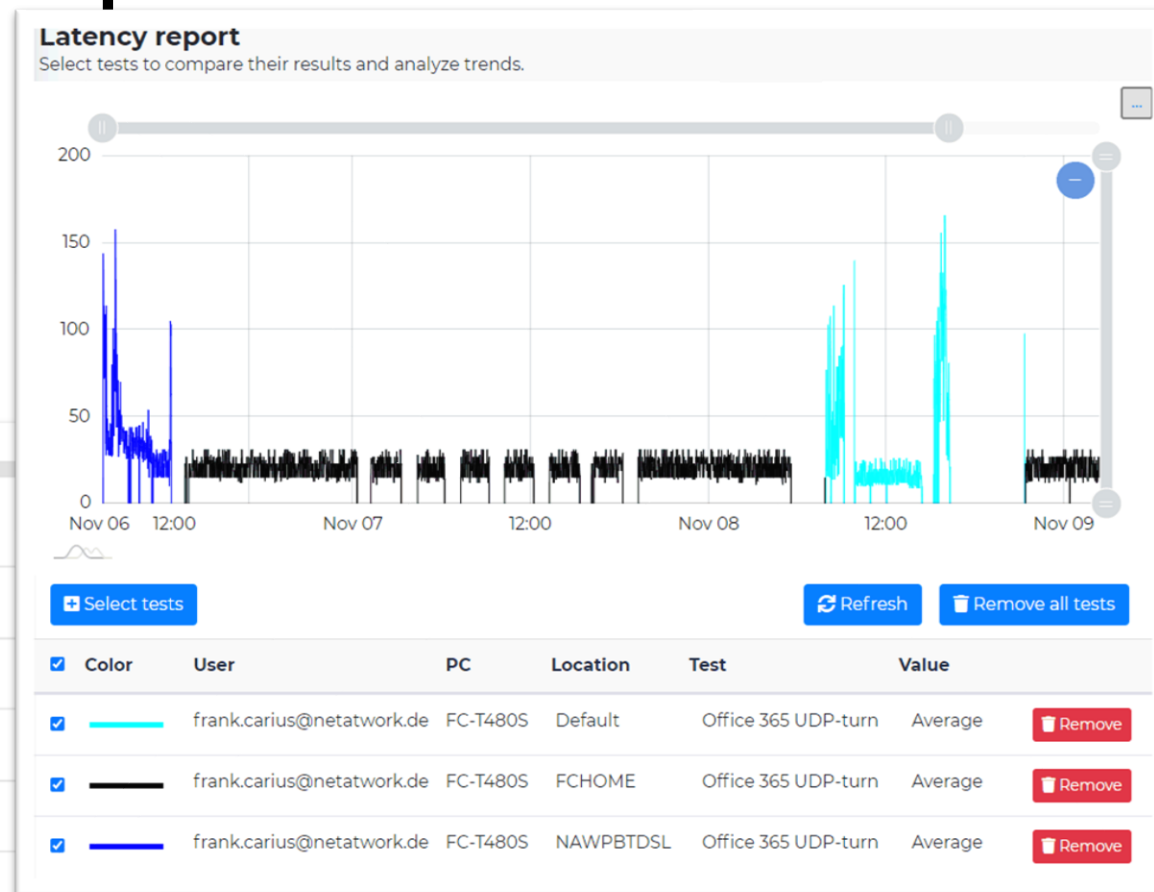 Latency report
Select tests to compare their results and analyze trends.
...
200
150
100
50
0
Nov 06 12:00 Nov 07 12:00 Nov 08 12:00 Nov 09
Select tests Refresh Remove all tests
Color User PC Location Test Value
frank.carius@netatwork.de FC-T480S Default Office 365 UDP-turn Average Remove
frank.carius@netatwork.de FC-T480S FCHOME Office 365 UDP-turn Average Remove
frank.carius@netatwork.de FC-T480S NAWPBTDSL Office 365 UDP-turn Average Remove